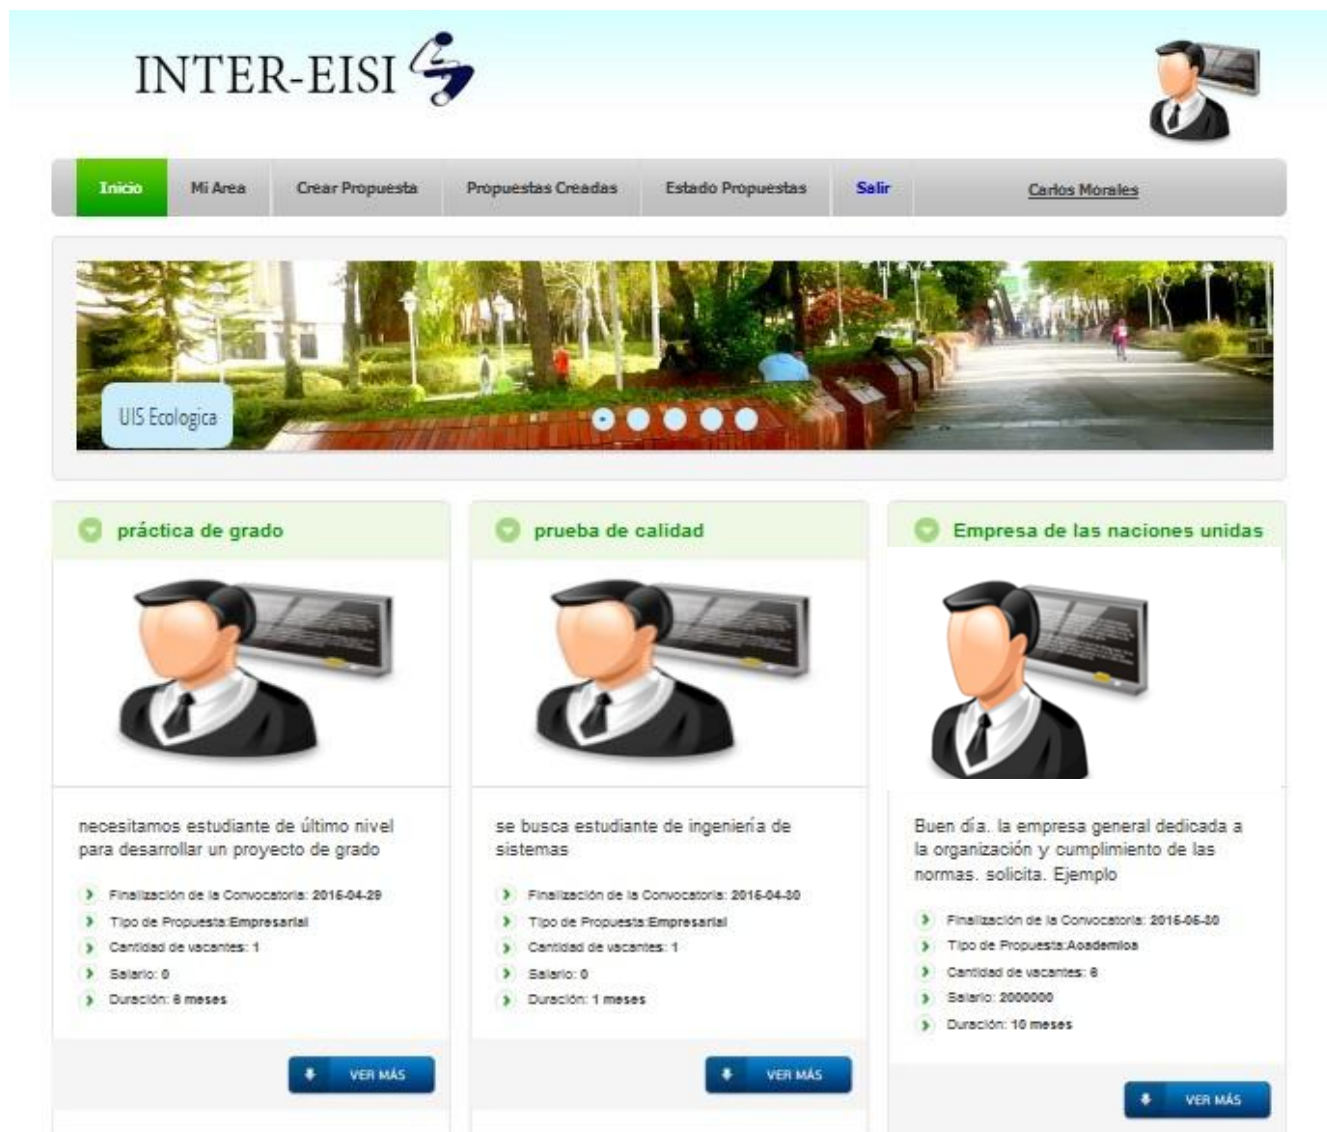 INTER-EISI
Inicio Mi Area Crear Propuesta Propuestas Creadas Estado Propuestas Salir Carlos Morales
UIS Ecologica
práctica de grado
necesitamos estudiante de último nivel
para desarrollar un proyecto de grado
Finalización de la Convocatoria: 2015-04-29
Tipo de Propuesta:Empresarial
Cantidad de vacantes: 1
Salario: 0
Duración: 6 meses
VER MÁS
prueba de calidad
se busca estudiante de ingeniería de
sistemas
Finalización de la Convocatoria: 2015-04-30
Tipo de Propuesta:Empresarial
Cantidad de vacantes: 1
Salario: 0
Duración: 1 meses
VER MÁS
Empresa de las naciones unidas
Buen día. la empresa general dedicada a
la organización y cumplimiento de las
normas. solicita. Ejemplo
Finalización de la Convocatoria: 2015-05-30
Tipo de Propuesta:Academica
Cantidad de vacantes: 6
Salario: 2000000
Duración: 10 meses
VER MÁS